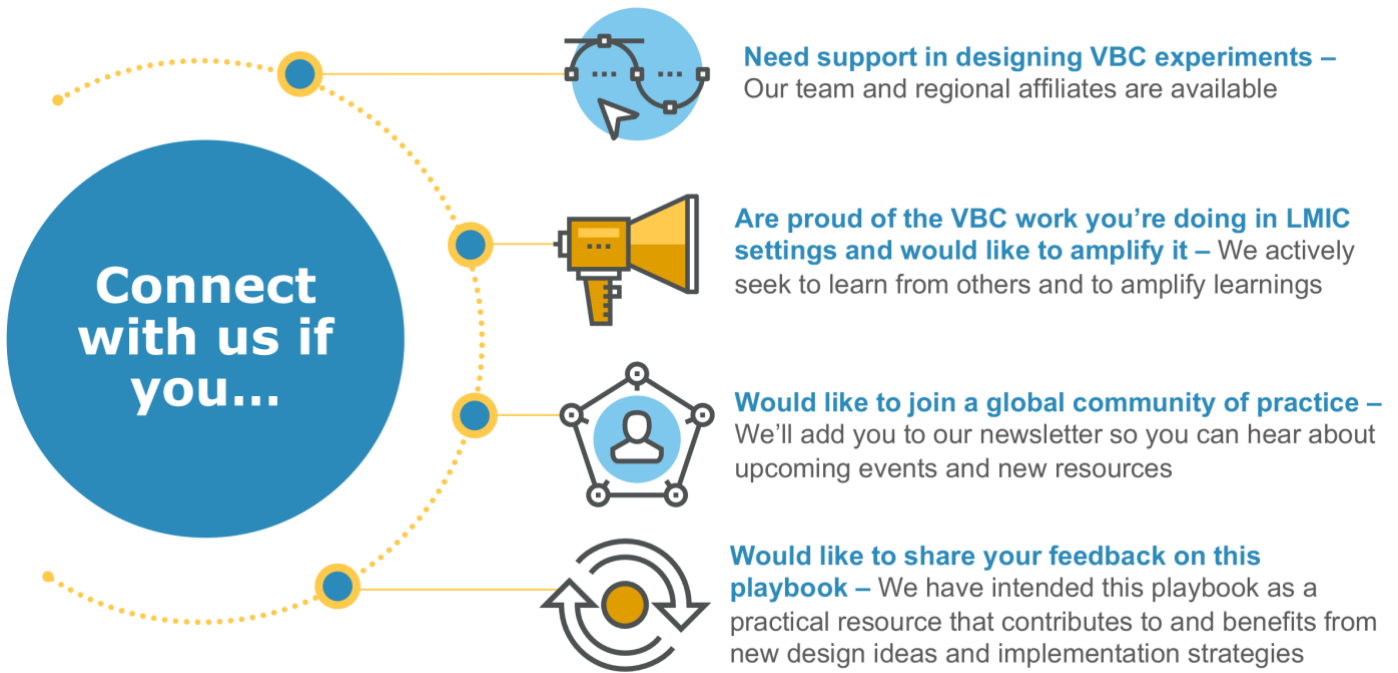 Connect
with us if
you...
Need support in designing VBC experiments –
Our team and regional affiliates are available
Are proud of the VBC work you’re doing in LMIC
settings and would like to amplify it – We actively
seek to learn from others and to amplify learnings
Would like to join a global community of practice –
We’ll add you to our newsletter so you can hear about
upcoming events and new resources
Would like to share your feedback on this
playbook – We have intended this playbook as a
practical resource that contributes to and benefits from
new design ideas and implementation strategies